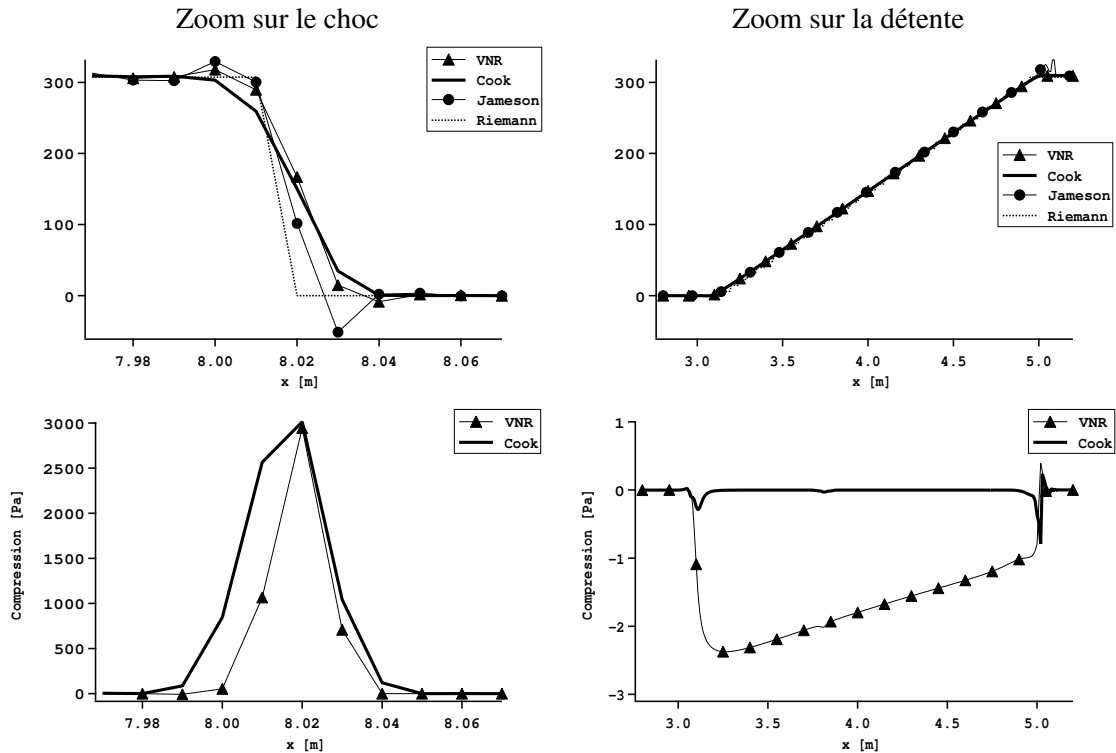 Zoom sur le choc
VNR
Cook
Jameson
Riemann
300
200
100
0
7.98 8.00 8.02 8.04 8.06
x [m]
Zoom sur la détente
300
200
100
0
VNR
Cook
Jameson
Riemann
3.0 3.5 4.0 4.5 5.0
x [m]
VNR
Cook
Compression [Pa]
3000
2500
2000
1500
1000
500
0
7.98 8.00 8.02 8.04 8.06
x [m]
VNR
Cook
Compression [Pa]
1
0
-1
-2
-3
3.0 3.5 4.0 4.5 5.0
x [m]